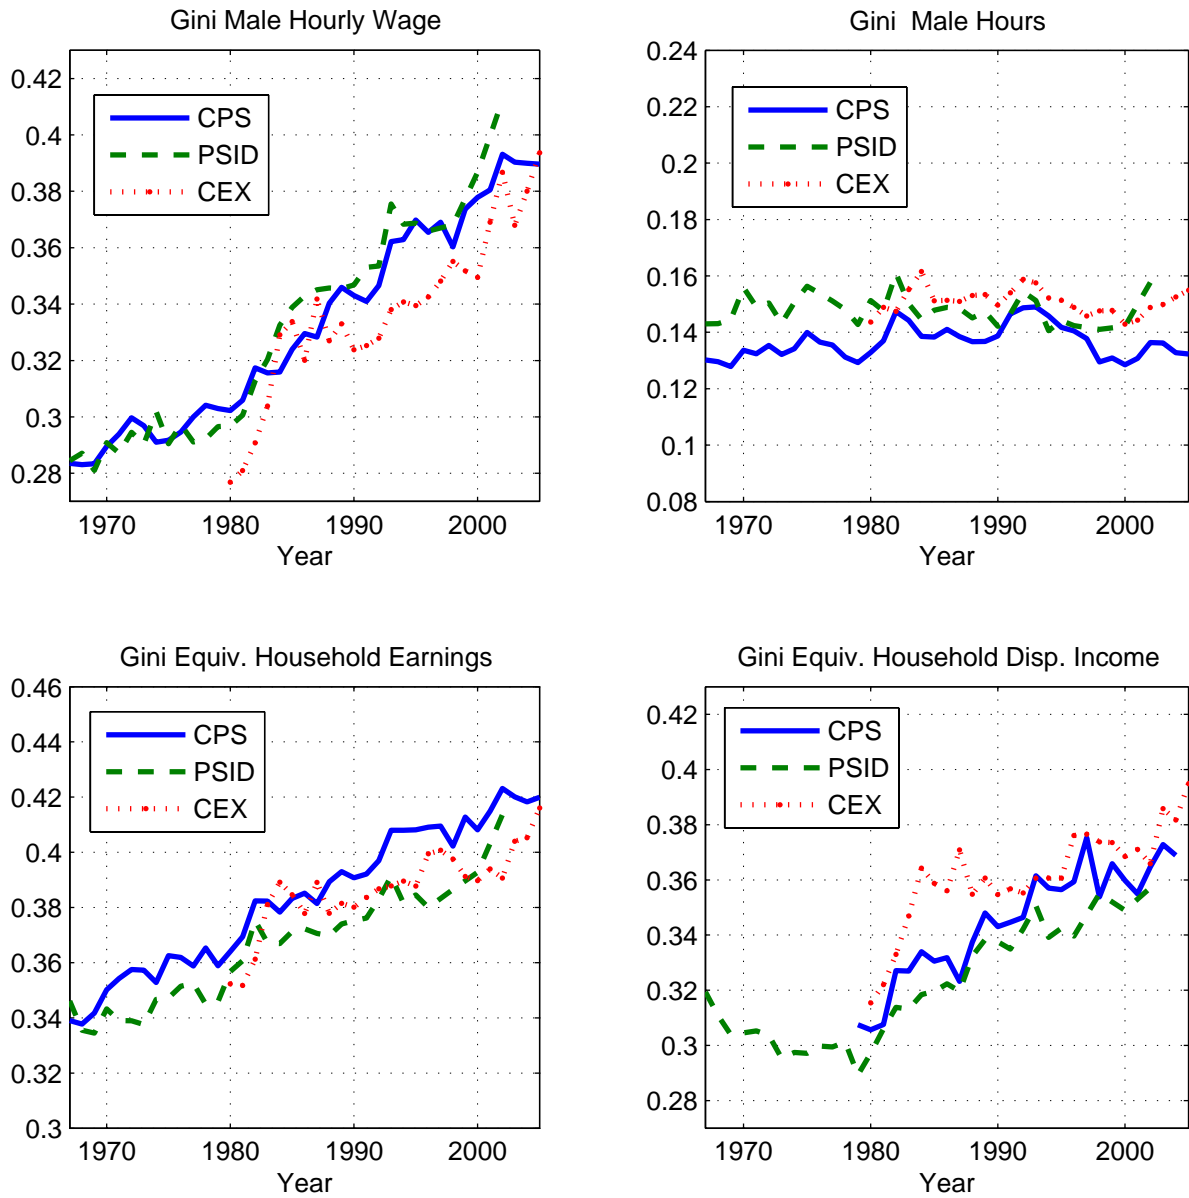 Gini Male Hourly Wage
0.42
0.4
0.38
0.36
0.34
0.32
0.3
0.28
CPS
PSID
CEX
1970 1980 1990 2000
Year
Gini Male Hours
0.24
0.22
0.2
0.18
0.16
0.14
0.12
0.1
0.08
CPS
PSID
CEX
1970 1980 1990 2000
Year
Gini Equiv. Household Earnings
0.46
0.44
0.42
0.4
0.38
0.36
0.34
0.32
0.3
CPS
PSID
CEX
1970 1980 1990 2000
Year
Gini Equiv. Household Disp. Income
0.42
0.4
0.38
0.36
0.34
0.32
0.3
0.28
CPS
PSID
CEX
1970 1980 1990 2000
Year